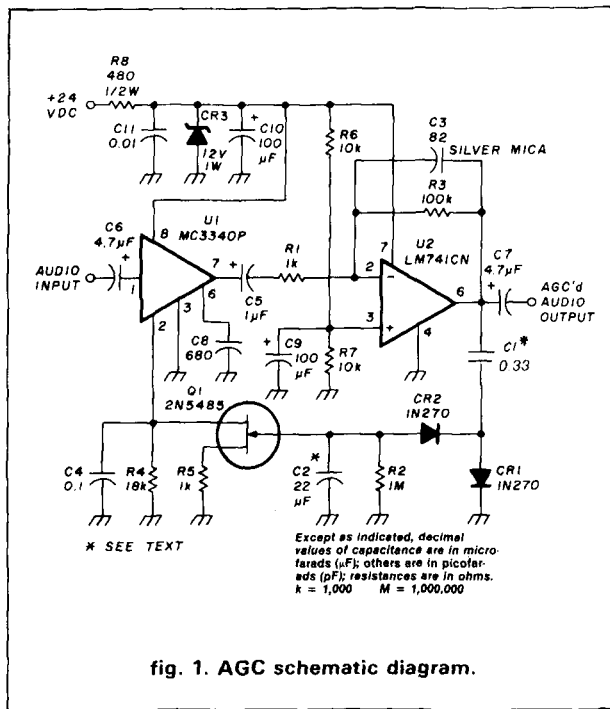 R8
480
1/2W
+24
VDC
C11
0.01
CR3
12V
1W
+
C10
100
µF
R6
10k
C3
82
SILVER MICA
R3
100k
C6
4.7µF
+
U1
MC3340P
8
7
AUDIO
INPUT
1
3
6
2
+
C5
1µF
R1
1k
U2
LM741CN
7
2
-
3
+
6
4
C7
4.7µF
+
AGC'd
AUDIO
OUTPUT
C8
680
+
C9
100
µF
R7
10k
C1*
0.33
Q1
2N5485
CR2
1N270
C4
0.1
R4
18k
R5
1k
*
C2
22
µF
R2
1M
CR1
1N270
* SEE TEXT
Except as indicated, decimal
values of capacitance are in micro-
farads (µF); others are in picofar-
ads (pF); resistances are in ohms.
k = 1,000 M = 1,000,000
fig. 1. AGC schematic diagram.